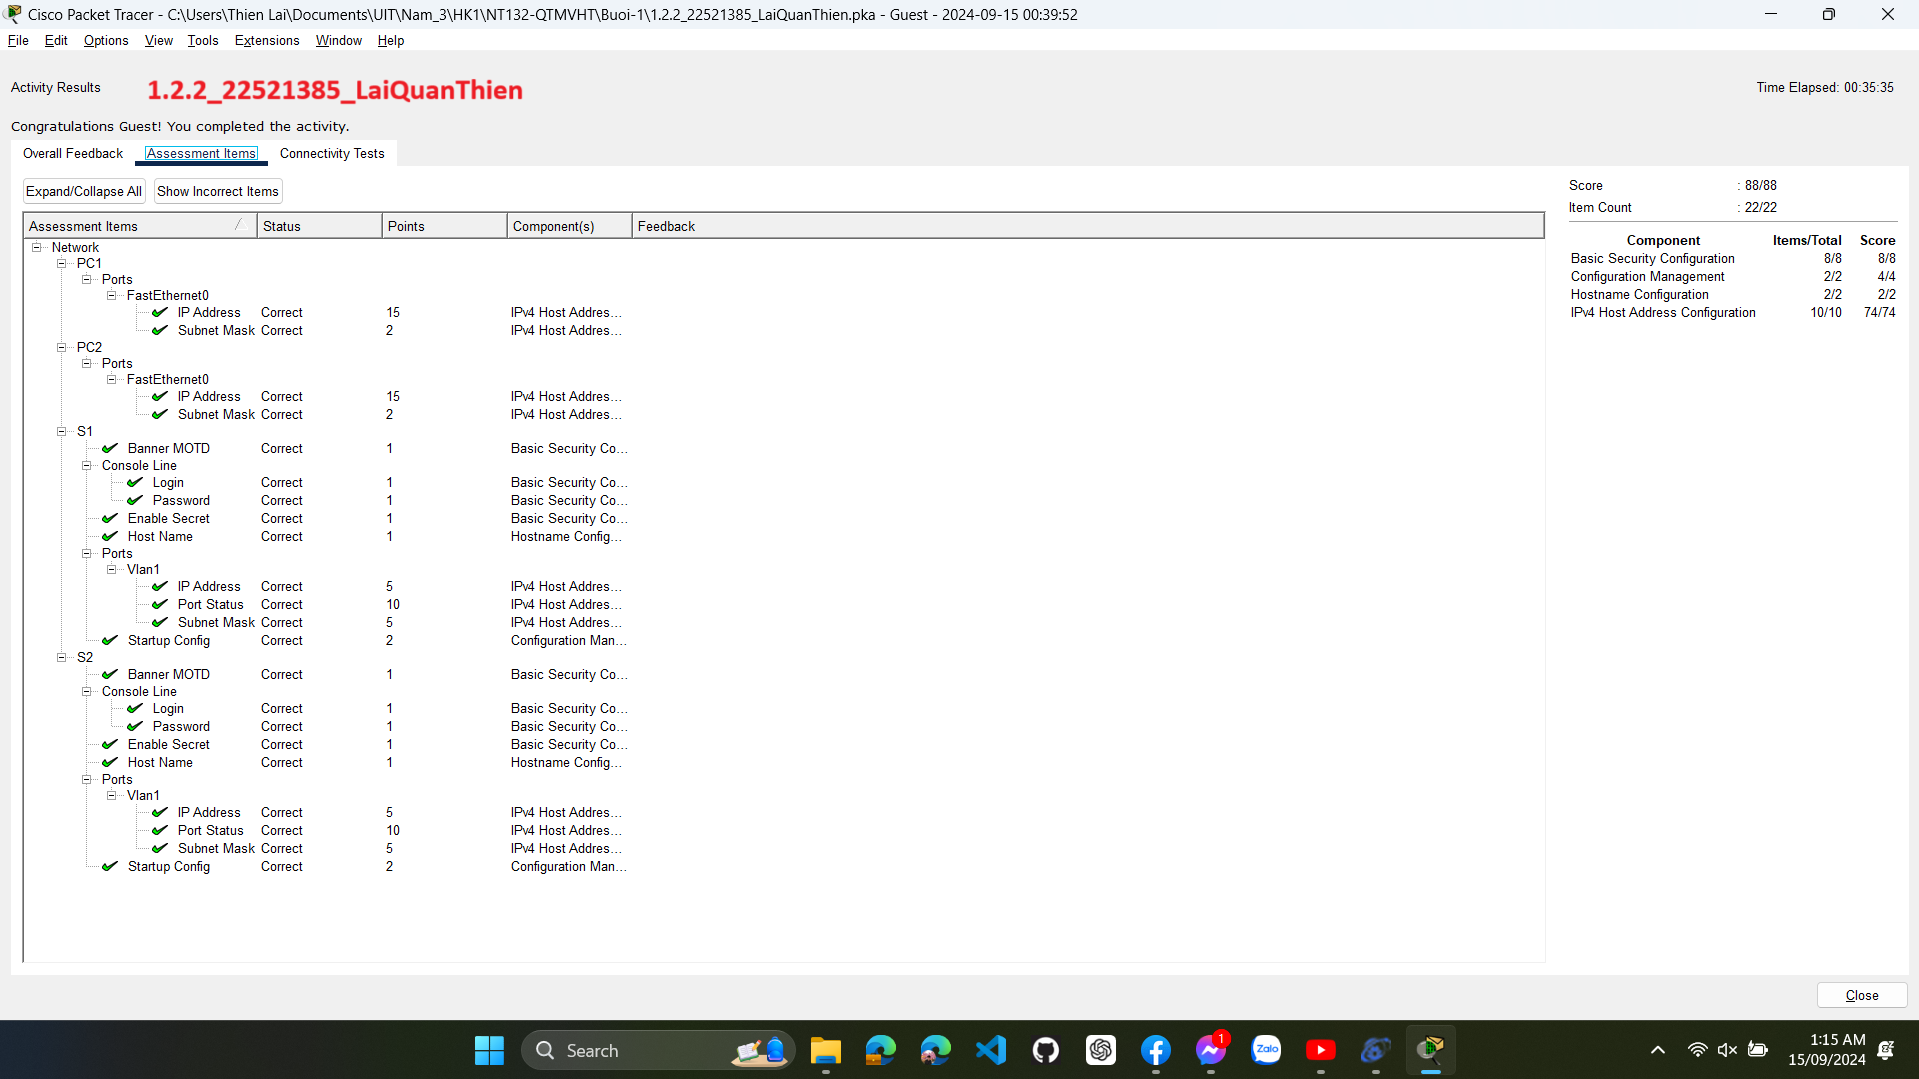 Cisco Packet Tracer - C:\Users\Thien Lai\Documents\UIT\Nam_3\HK1\NT132-QTMVHT\Buoi-1\1.2.2_22521385_LaiQuanThien.pka - Guest - 2024-09-15 00:39:52
File Edit Options View Tools Extensions Window Help
Activity Results 1.2.2_22521385_LaiQuanThien Time Elapsed: 00:35:35
Congratulations Guest! You completed the activity.
Overall Feedback Assessment Items Connectivity Tests
Expand/Collapse All Show Incorrect Items
Assessment Items Status Points Component(s) Feedback
Network
PC1
Ports
FastEthernet0
IP Address Correct 15 IPv4 Host Addres...
Subnet Mask Correct 2 IPv4 Host Addres...
PC2
Ports
FastEthernet0
IP Address Correct 15 IPv4 Host Addres...
Subnet Mask Correct 2 IPv4 Host Addres...
S1
Banner MOTD Correct 1 Basic Security Co...
Console Line
Login Correct 1 Basic Security Co...
Password Correct 1 Basic Security Co...
Enable Secret Correct 1 Basic Security Co...
Host Name Correct 1 Hostname Config...
Ports
Vlan1
IP Address Correct 5 IPv4 Host Addres...
Port Status Correct 10 IPv4 Host Addres...
Subnet Mask Correct 5 IPv4 Host Addres...
Startup Config Correct 2 Configuration Man...
S2
Banner MOTD Correct 1 Basic Security Co...
Console Line
Login Correct 1 Basic Security Co...
Password Correct 1 Basic Security Co...
Enable Secret Correct 1 Basic Security Co...
Host Name Correct 1 Hostname Config...
Ports
Vlan1
IP Address Correct 5 IPv4 Host Addres...
Port Status Correct 10 IPv4 Host Addres...
Subnet Mask Correct 5 IPv4 Host Addres...
Startup Config Correct 2 Configuration Man...
Score : 88/88
Item Count : 22/22
Component Items/Total Score
Basic Security Configuration 8/8 8/8
Configuration Management 2/2 4/4
Hostname Configuration 2/2 2/2
IPv4 Host Address Configuration 10/10 74/74
Close
Search
1
Zalo
1:15 AM
15/09/2024